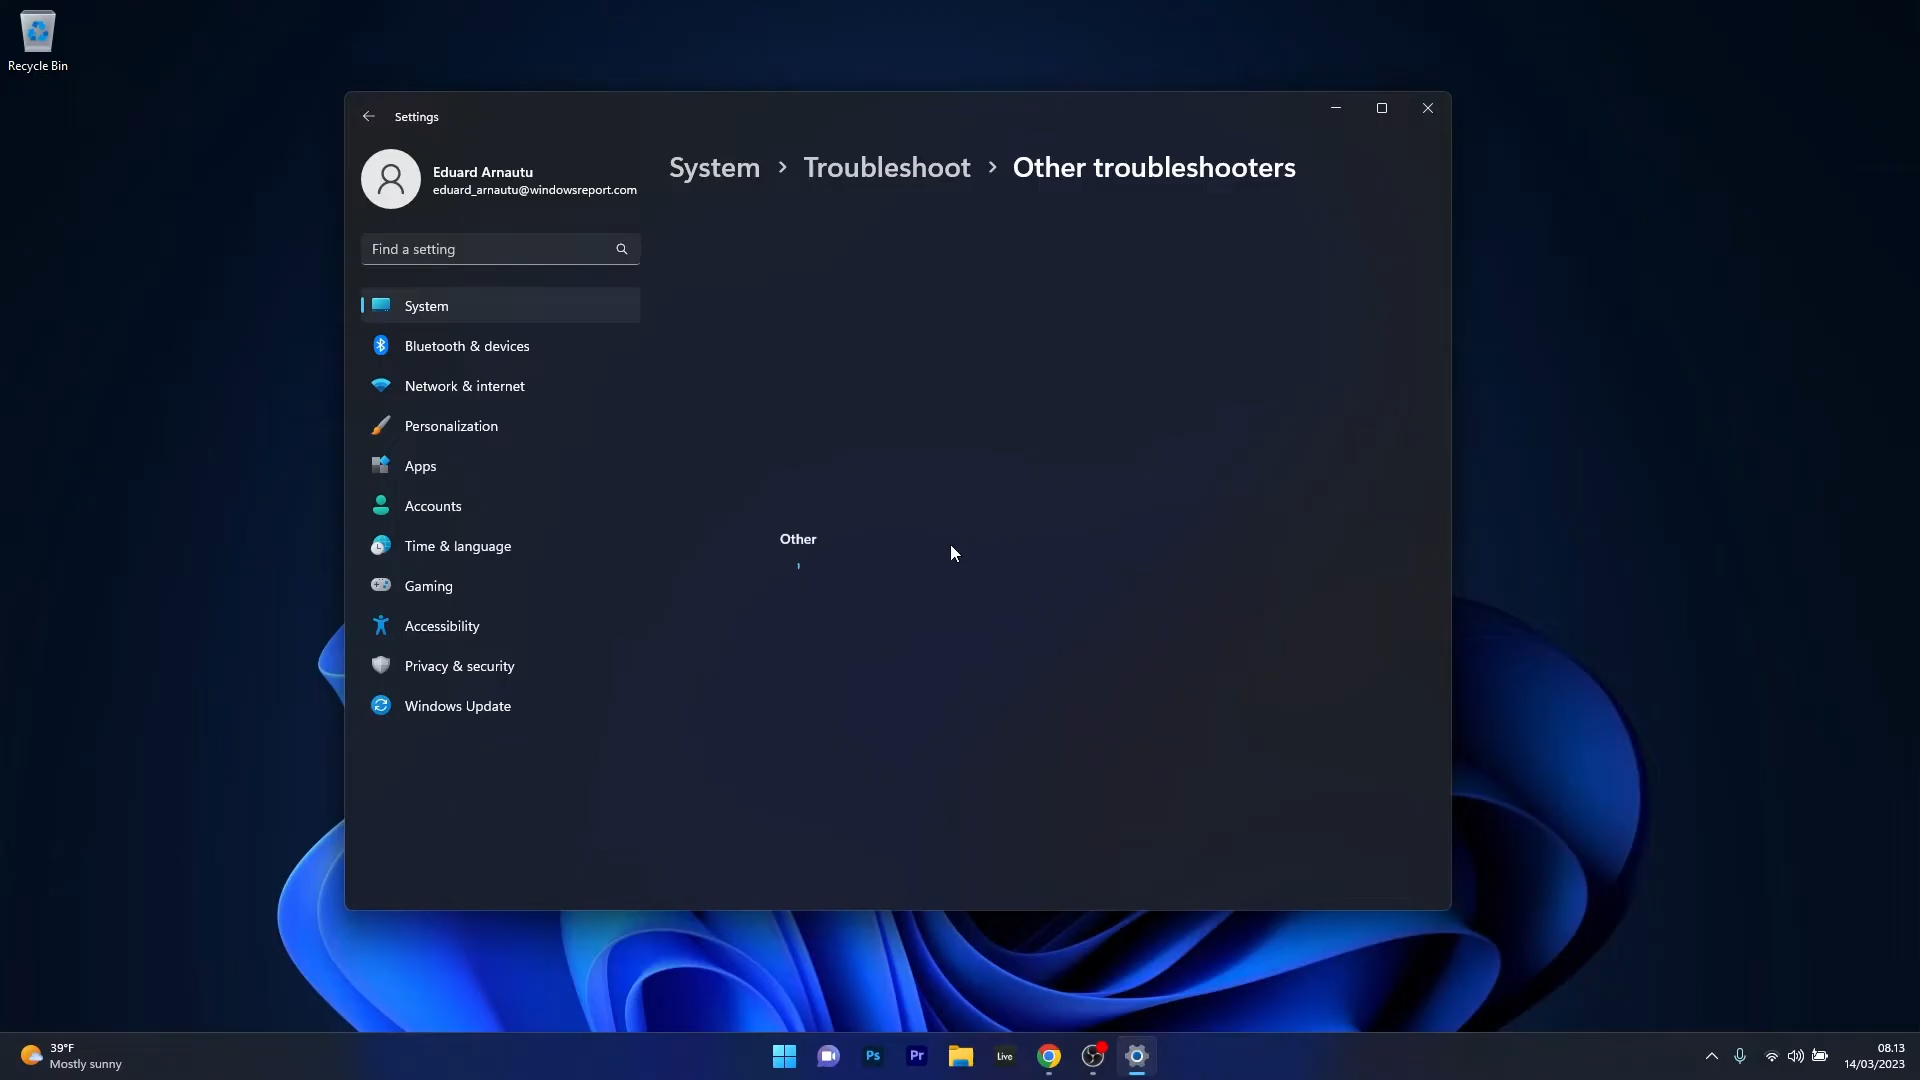 Recycle Bin
Settings
Eduard Arnautu
eduard_arnautu@windowsreport.com
System > Troubleshoot > Other troubleshooters
Find a setting
System
Bluetooth & devices
Network & internet
Personalization
Apps
Accounts
Time & language
Other
Gaming
Accessibility
Privacy & security
Windows Update
39°F
Mostly sunny
Ps
Pr
Live
08.13
14/03/2023